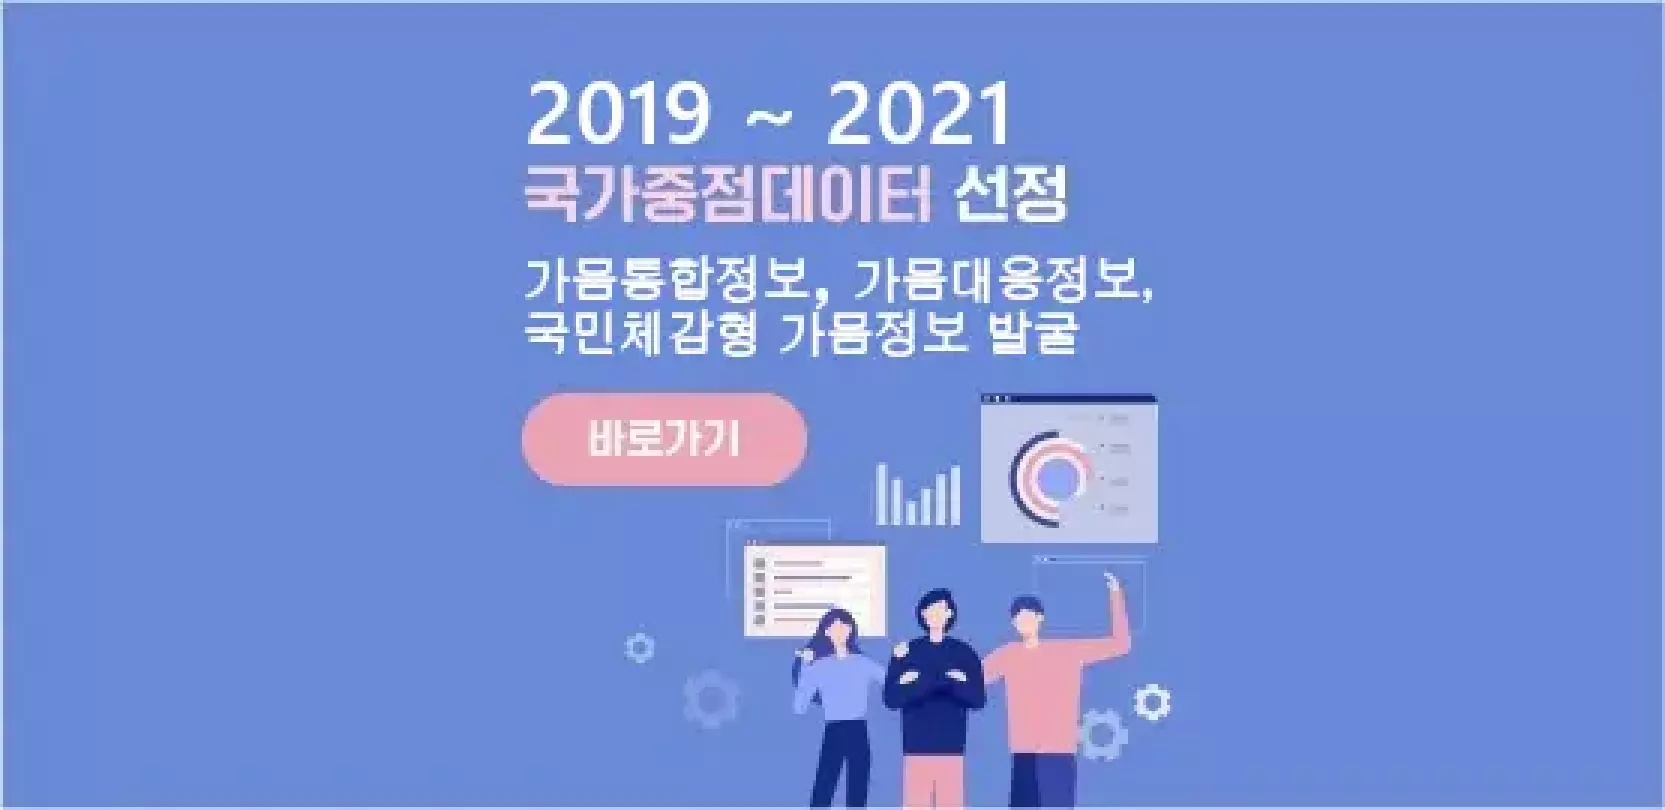 2019 ~ 2021
국가중점데이터 선정
가뭄통합정보, 가뭄대응정보,
국민체감형 가뭄정보 발굴
바로가기